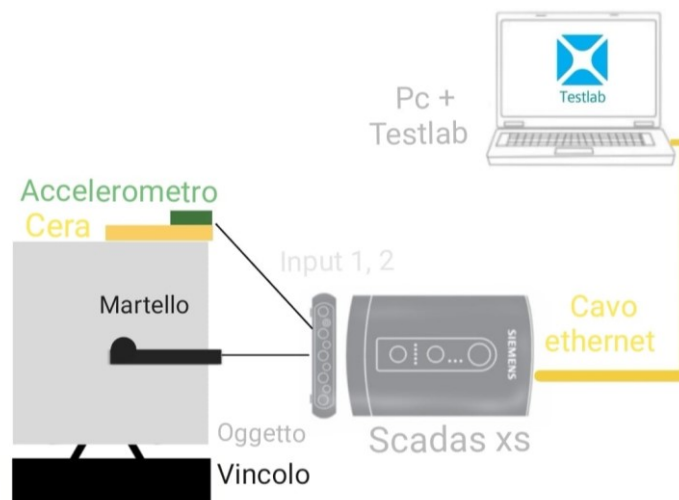 Testlab
Pc +
Testlab
Accelerometro
Cera
Input 1, 2
Martello
SIEMENS
Cavo
ethernet
Oggetto
Scadas xs
Vincolo